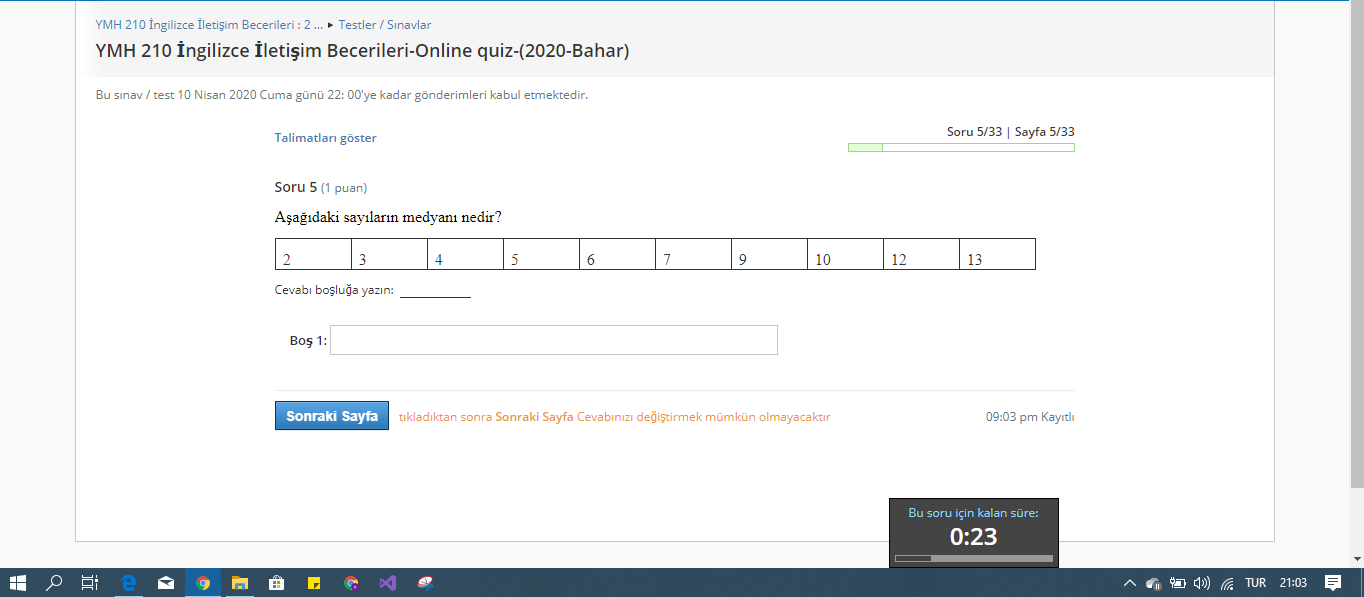 YMH 210 İngilizce İletişim Becerileri : 2 ... ▸ Testler / Sınavlar
YMH 210 İngilizce İletişim Becerileri-Online quiz-(2020-Bahar)
Bu sınav / test 10 Nisan 2020 Cuma günü 22: 00'ye kadar gönderimleri kabul etmektedir.
Talimatları göster
Soru 5/33 | Sayfa 5/33
Soru 5 (1 puan)
Aşağıdaki sayıların medyanı nedir?
2 3 4 5 6 7 9 10 12 13
Cevabı boşluğa yazın: ________
Boş 1:
Sonraki Sayfa tıkladıktan sonra Sonraki Sayfa Cevabınızı değiştirmek mümkün olmayacaktır 09:03 pm Kayıtlı
Bu soru için kalan süre:
0:23
TUR 21:03